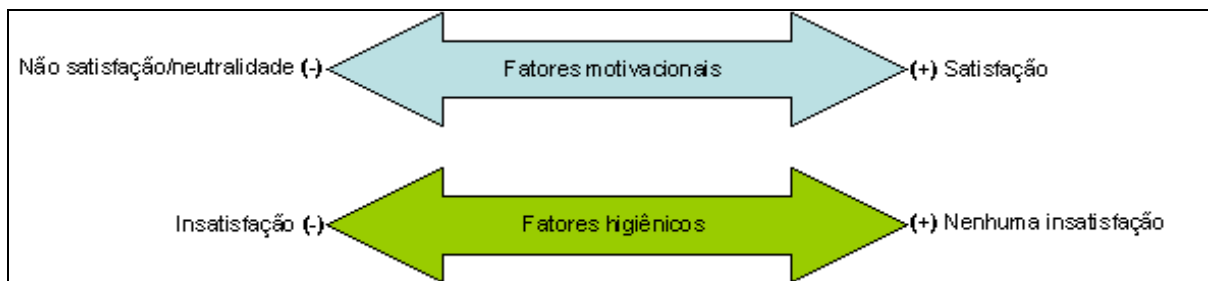 Não satisfação/neutralidade (-) Fatores motivacionais (+) Satisfação
Insatisfação (-) Fatores higiênicos (+) Nenhuma insatisfação